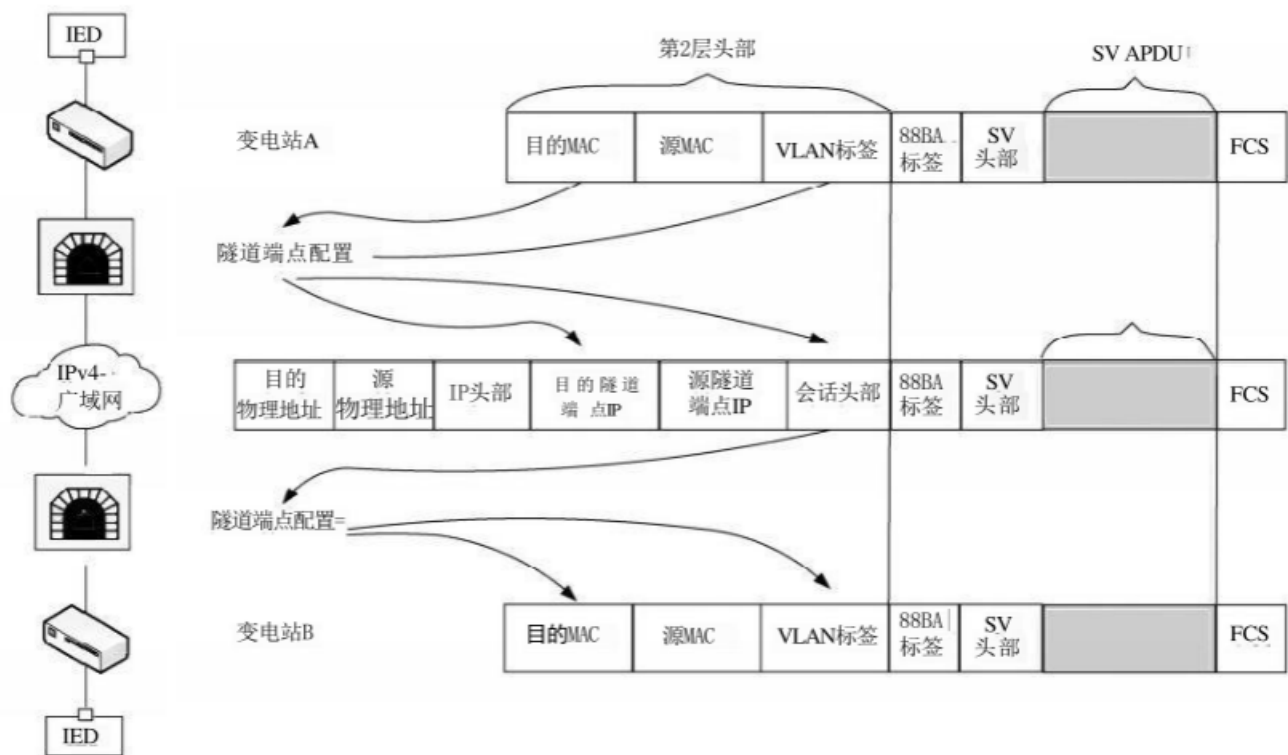 IED
第2层头部
SV APDU
变电站A
目的MAC
源MAC
VLAN标签
88BA
标签
SV
头部
FCS
隧道端点配置
IPv4-
广域网
目的
物理地址
源
物理地址
IP头部
目的隧道
端 点IP
源隧道
端点IP
会话头部
88BA
标签
SV
头部
FCS
隧道端点配置=
变电站B
目的MAC
源MAC
VLAN标签
88BA
标签
SV
头部
FCS
IED